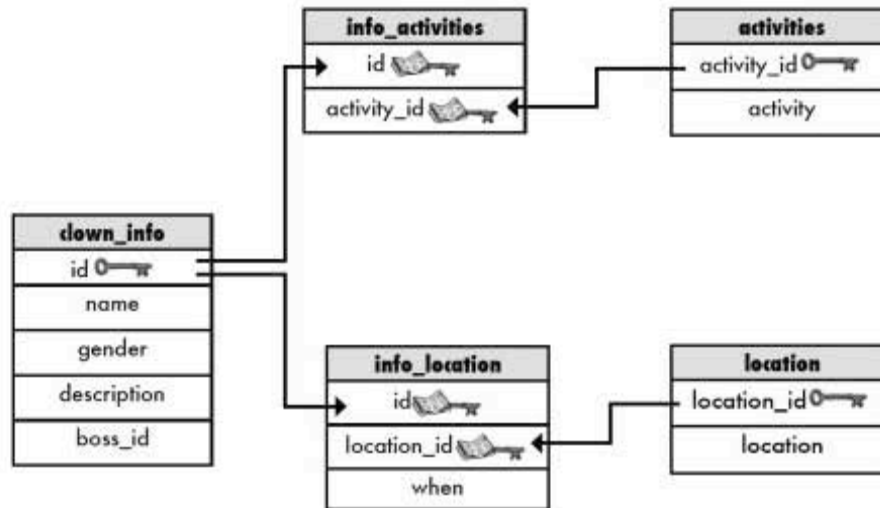 info_activities
id
activity_id
activities
activity_id
activity
clown_info
id
name
gender
description
boss_id
info_location
id
location_id
when
location
location_id
location